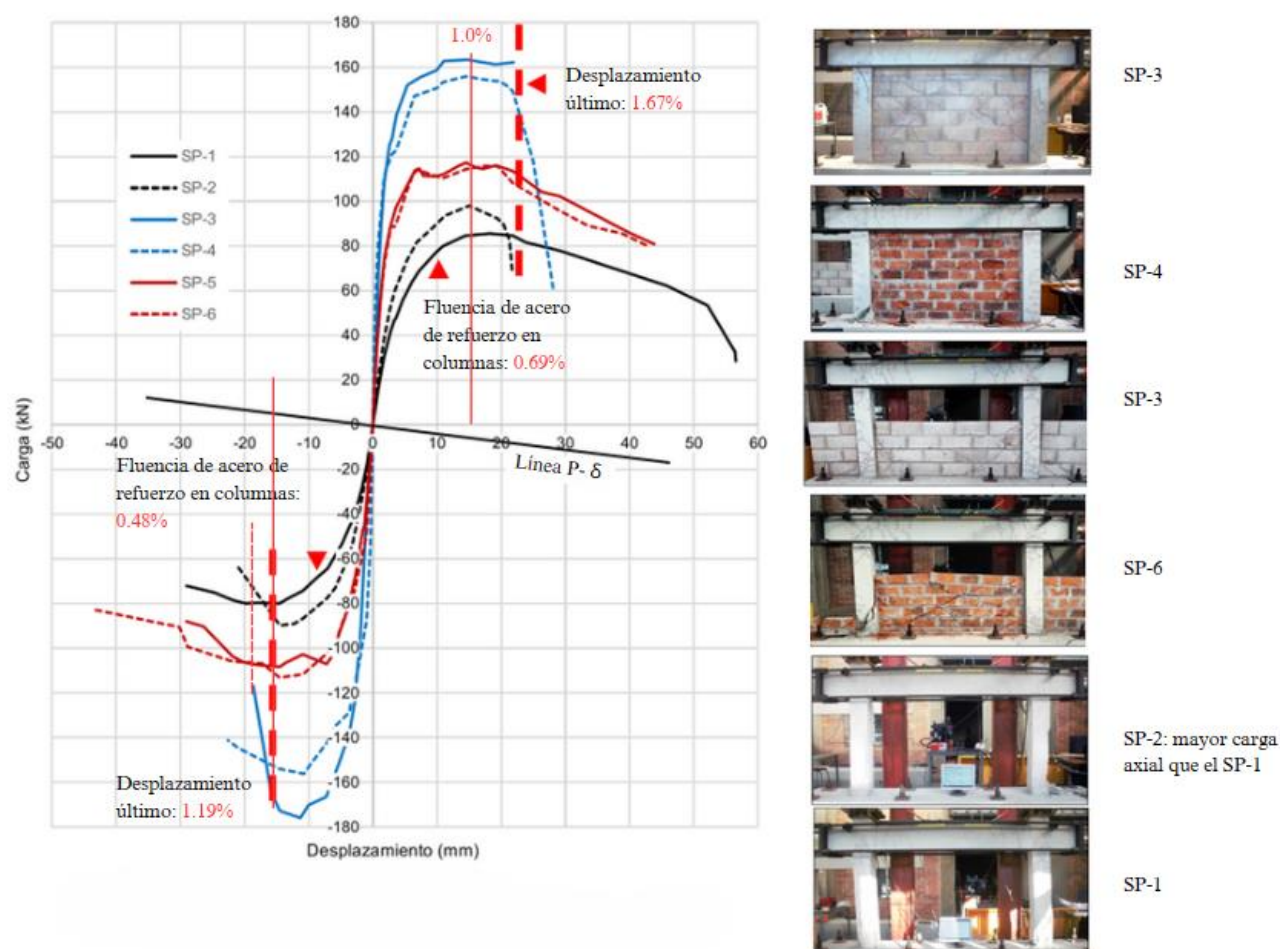 180
160
140
120
100
80
60
40
20
0
-20
-40
-60
-80
-100
-120
-140
-160
-180
Carga (kN)
-50 -40 -30 -20 -10 0 10 20 30 40 50 60
Desplazamiento (mm)
SP-1
SP-2
SP-3
SP-4
SP-5
SP-6
1.0%
Desplazamiento
último: 1.67%
Fluencia de acero
de refuerzo en
columnas: 0.69%
Línea P- δ
Fluencia de acero de
refuerzo en columnas:
0.48%
Desplazamiento
último: 1.19%
SP-3
SP-4
SP-3
SP-6
SP-2: mayor carga
axial que el SP-1
SP-1